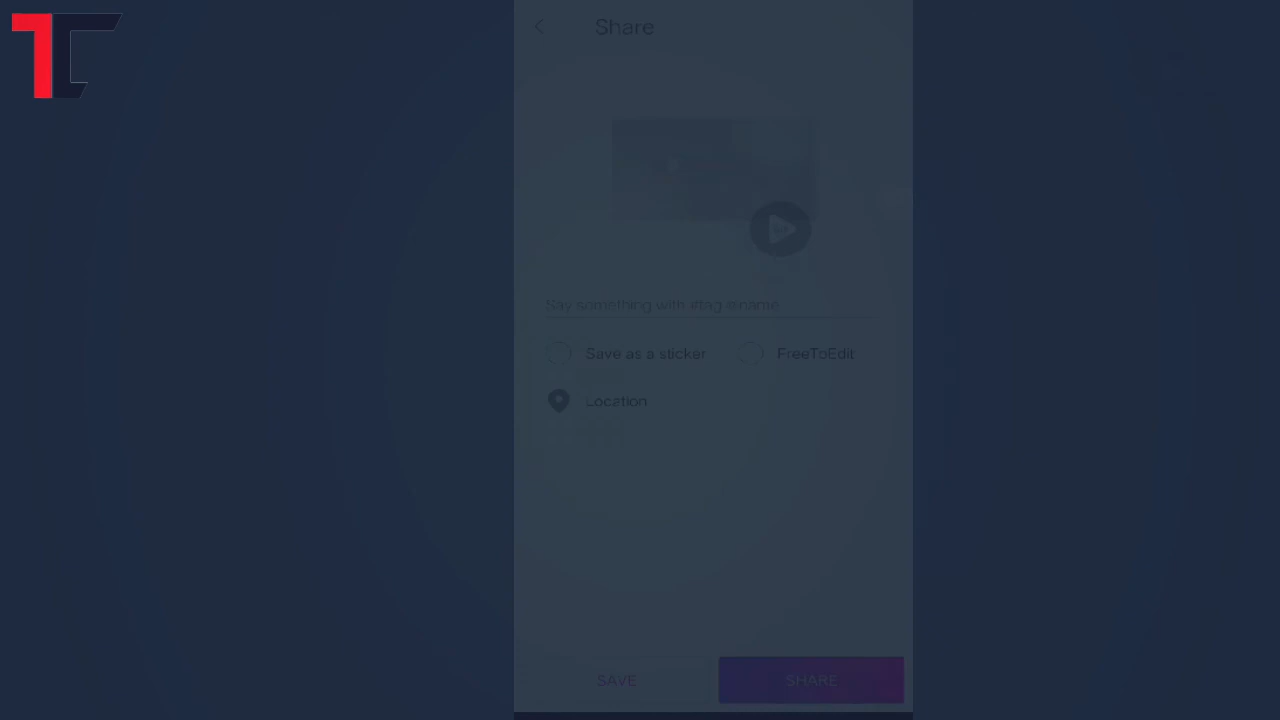 Share
Say something with #tag @name
Save as a sticker
FreeToEdit
Location
SAVE
SHARE